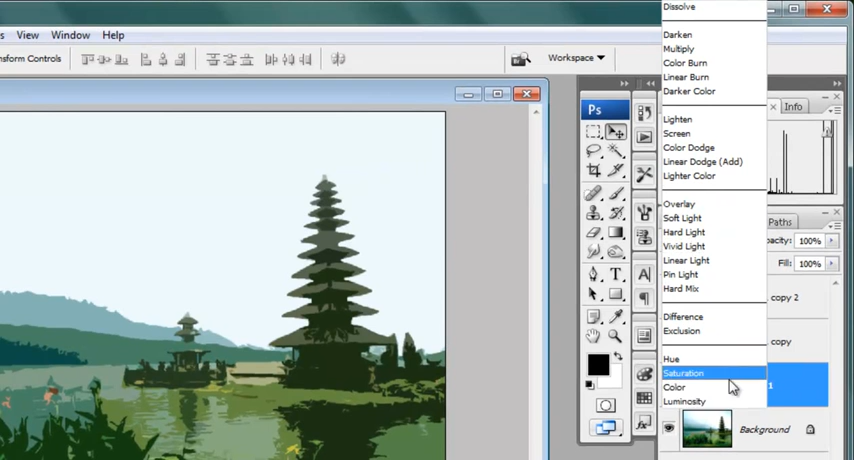 Dissolve
s View Window Help
Darken
nsform Controls
Workspace
Multiply
Color Burn
Linear Burn
Darker Color
Ps
Info
Lighten
Screen
Color Dodge
Linear Dodge (Add)
Lighter Color
Overlay
Soft Light
Paths
Hard Light
pacity: 100%
Vivid Light
Linear Light
Fill: 100%
Pin Light
T
A
Hard Mix
copy 2
Difference
Exclusion
copy
Hue
Saturation
1
Color
Luminosity
Background